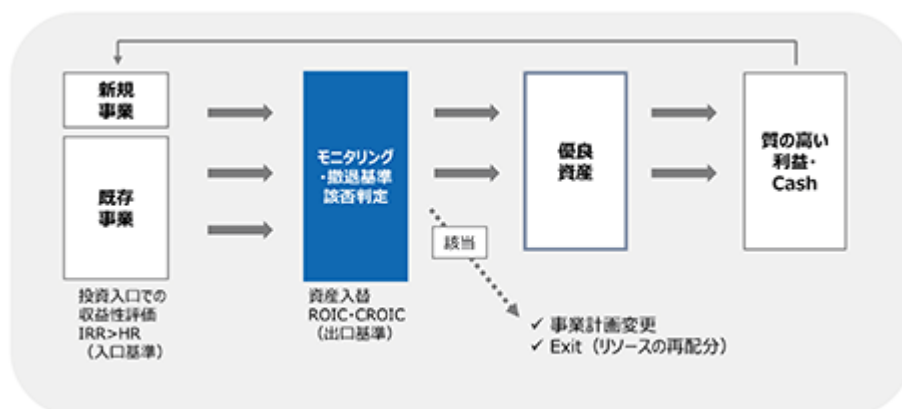 新規
事業
既存
事業
投資入口での
収益性評価
IRR>HR
（入口基準）
モニタリング
・撤退基準
該否判定
資産入替
ROIC・CROIC
（出口基準）
該当
✓ 事業計画変更
✓ Exit（リソースの再配分）
優良
資産
質の高い
利益・
Cash